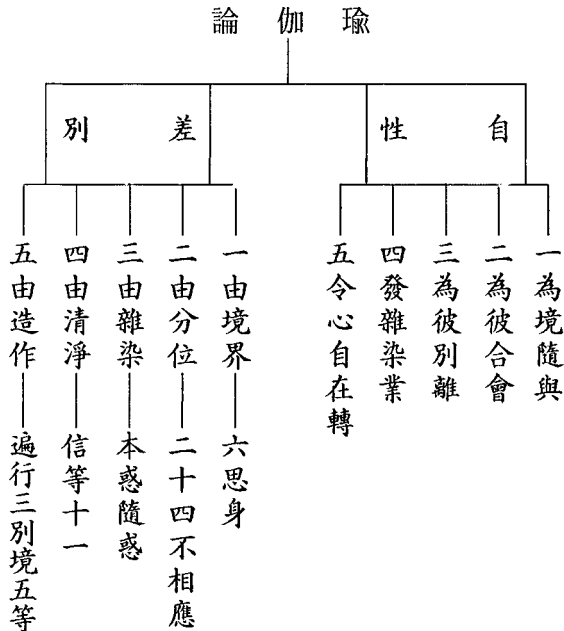 瑜伽論
自性
一為境隨與
二為彼合會
三為彼別離
四發雜染業
五令心自在轉
差別
一由境界——六思身
二由分位——二十四不相應
三由雜染——本惑隨惑
四由清淨——信等十一
五由造作——遍行三別境五等